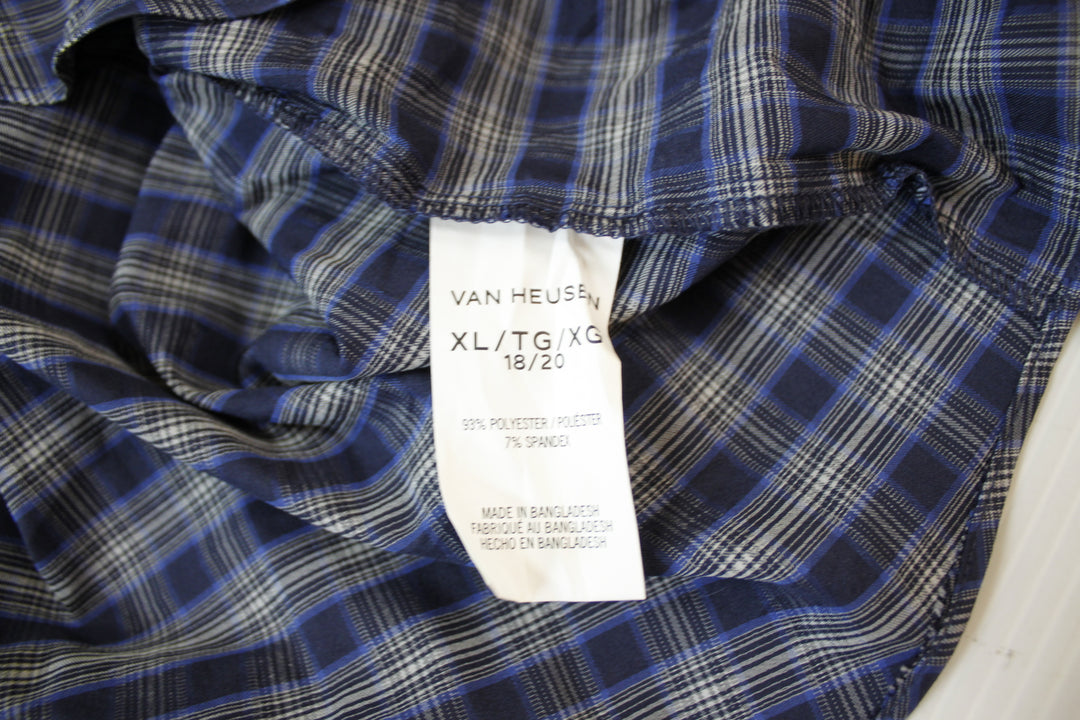 VAN HEUSEN
XL/TG/XG
18/20
93% POLYESTER / POLIÉSTER
7% SPANDEX
MADE IN BANGLADESH
FABRIQUÉ AU BANGLADESH
HECHO EN BANGLADESH